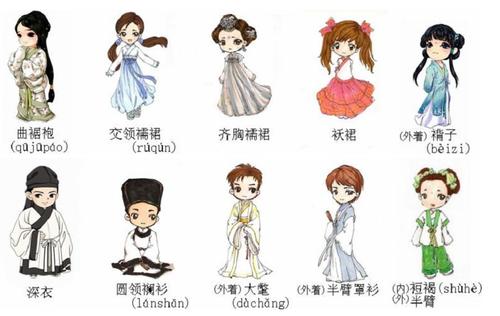 曲裾袍
(qūjūpáo)
交领襦裙
(rúqún)
齐胸襦裙
袄裙
(外着)褙子
(bèizi)
深衣
圆领襕衫
(lánshān)
(外着)大氅
(dàchǎng)
(外着)半臂罩衫
(内)短褐(shùhè)
(外)半臂